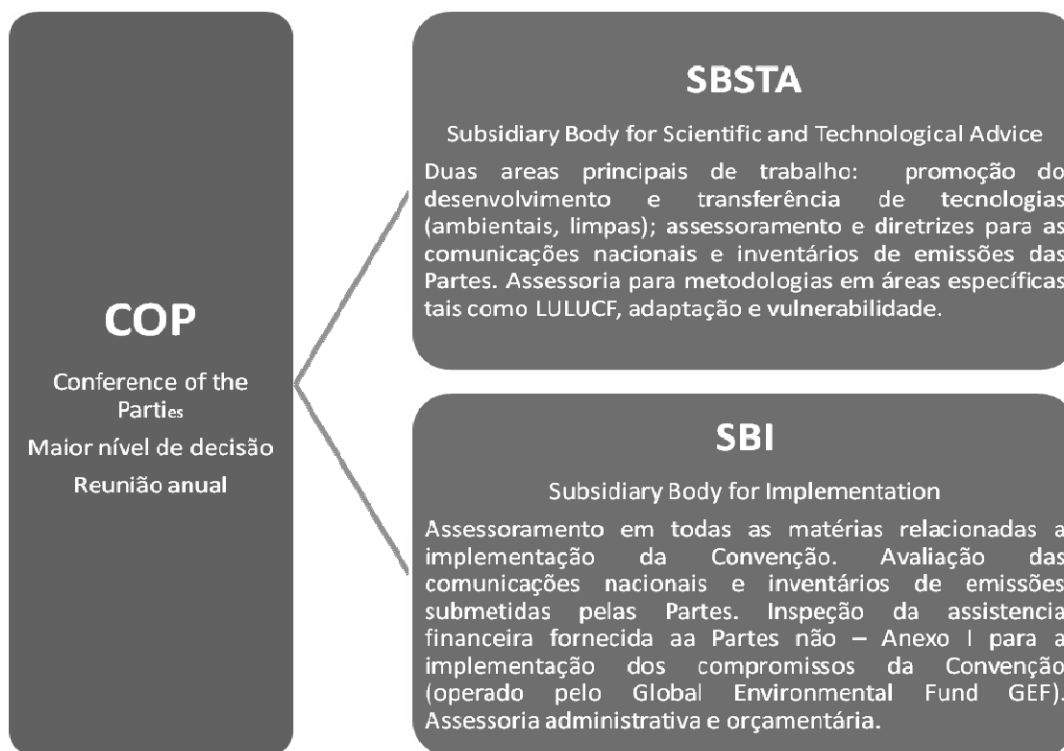 COP
Conference of the
Parties
Maior nível de decisão
Reunião anual
SBSTA
Subsidiary Body for Scientific and Technological Advice
Duas areas principais de trabalho: promoção do
desenvolvimento e transferência de tecnologias
(ambientais, limpas); assessoramento e diretrizes para as
comunicações nacionais e inventários de emissões das
Partes. Assessoria para metodologias em áreas específicas
tais como LULUCF, adaptação e vulnerabilidade.
SBI
Subsidiary Body for Implementation
Assessoramento em todas as matérias relacionadas a
implementação da Convenção. Avaliação das
comunicações nacionais e inventários de emissões
submetidas pelas Partes. Inspeção da assistencia
financeira fornecida aa Partes não – Anexo I para a
implementação dos compromissos da Convenção
(operado pelo Global Environmental Fund GEF).
Assessoria administrativa e orçamentária.